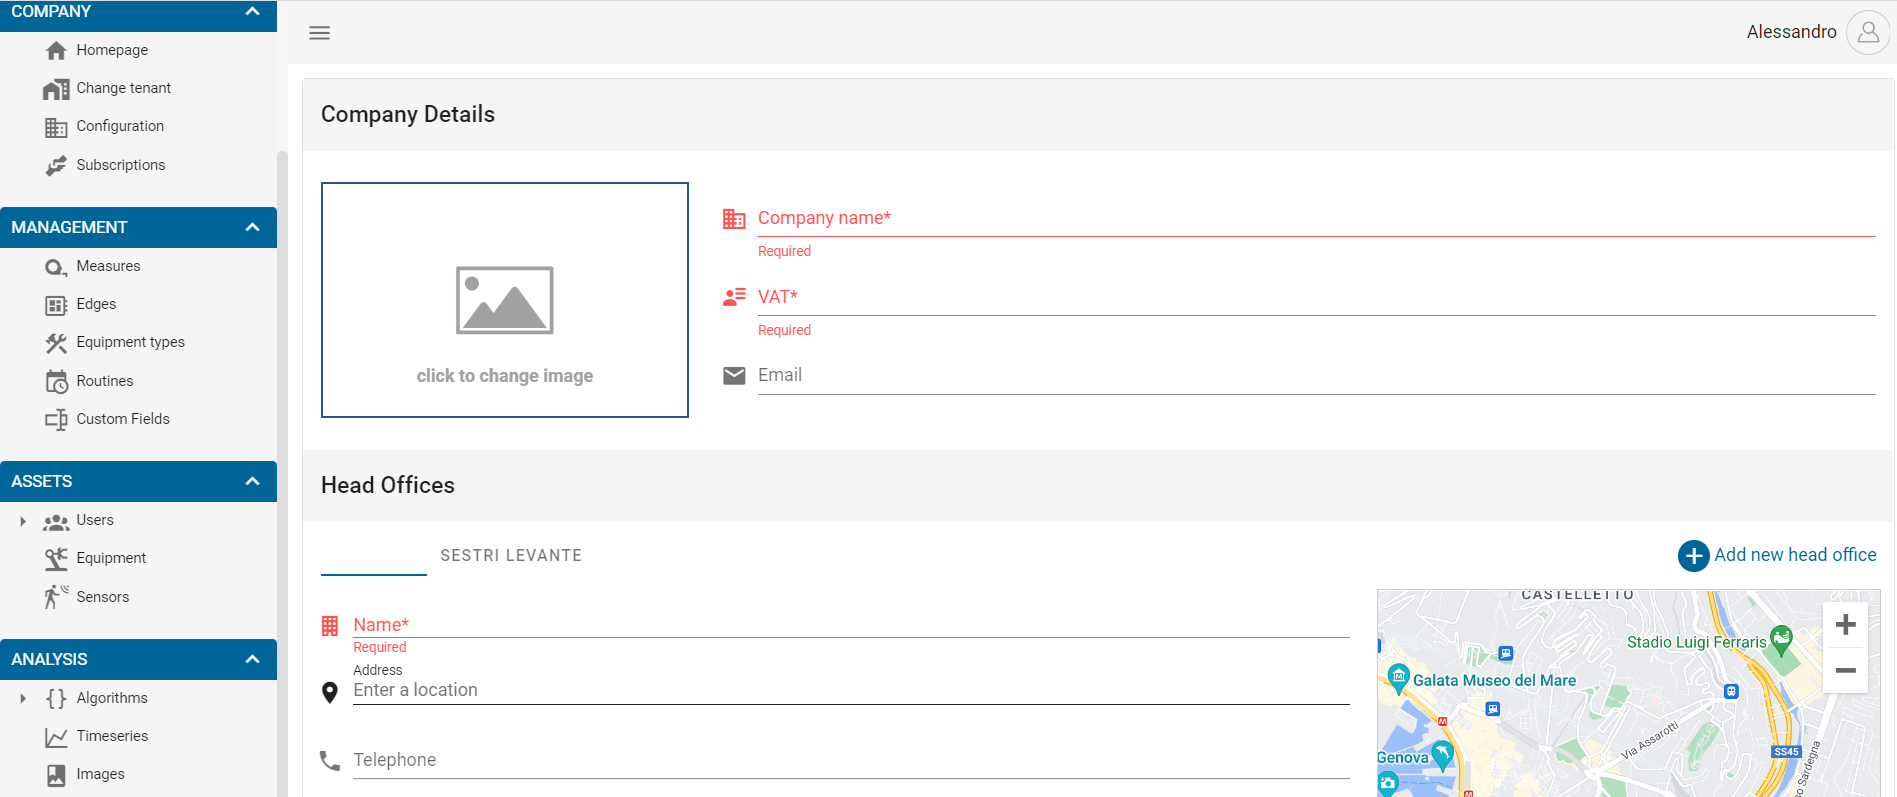 COMPANY
Homepage
Change tenant
Configuration
Subscriptions
MANAGEMENT
Measures
Edges
Equipment types
Routines
Custom Fields
ASSETS
Users
Equipment
Sensors
ANALYSIS
Algorithms
Timeseries
Images
Alessandro
Company Details
click to change image
Company name*
Required
VAT*
Required
Email
Head Offices
SESTRI LEVANTE
Add new head office
Name*
Required
Address
Enter a location
Telephone
CASTELLETTO
Stadio Luigi Ferraris
Galata Museo del Mare
M
Via Assarotti
SS45
Genova
so Sardegna
M